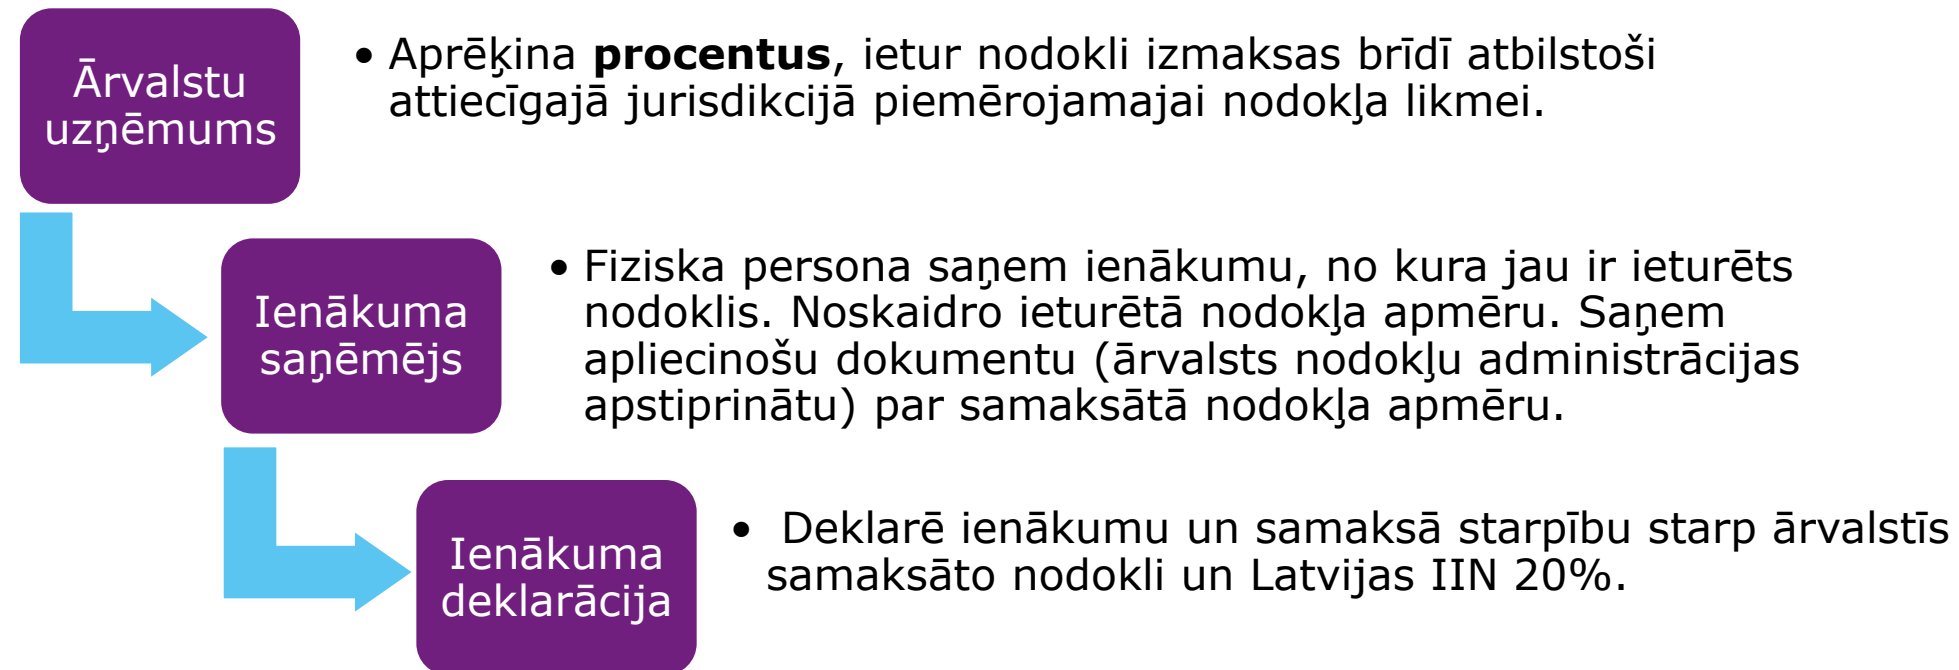 Ārvalstu
uzņēmums
• Aprēķina procentus, ietur nodokli izmaksas brīdī atbilstoši
attiecīgajā jurisdikcijā piemērojamajai nodokļa likmei.
Ienākuma
saņēmējs
• Fiziska persona saņem ienākumu, no kura jau ir ieturēts
nodoklis. Noskaidro ieturētā nodokļa apmēru. Saņem
apliecinošu dokumentu (ārvalsts nodokļu administrācijas
apstiprinātu) par samaksātā nodokļa apmēru.
Ienākuma
deklarācija
• Deklarē ienākumu un samaksā starpību starp ārvalstīs
samaksāto nodokli un Latvijas IIN 20%.